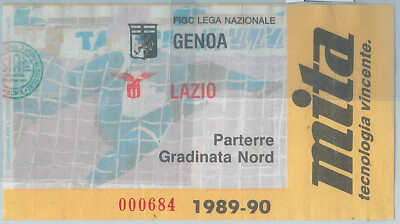 FIGC LEGA NAZIONALE
GENOA
LAZIO
Parterre
Gradinata Nord
000684 1989-90
mita
tecnologia vincente.